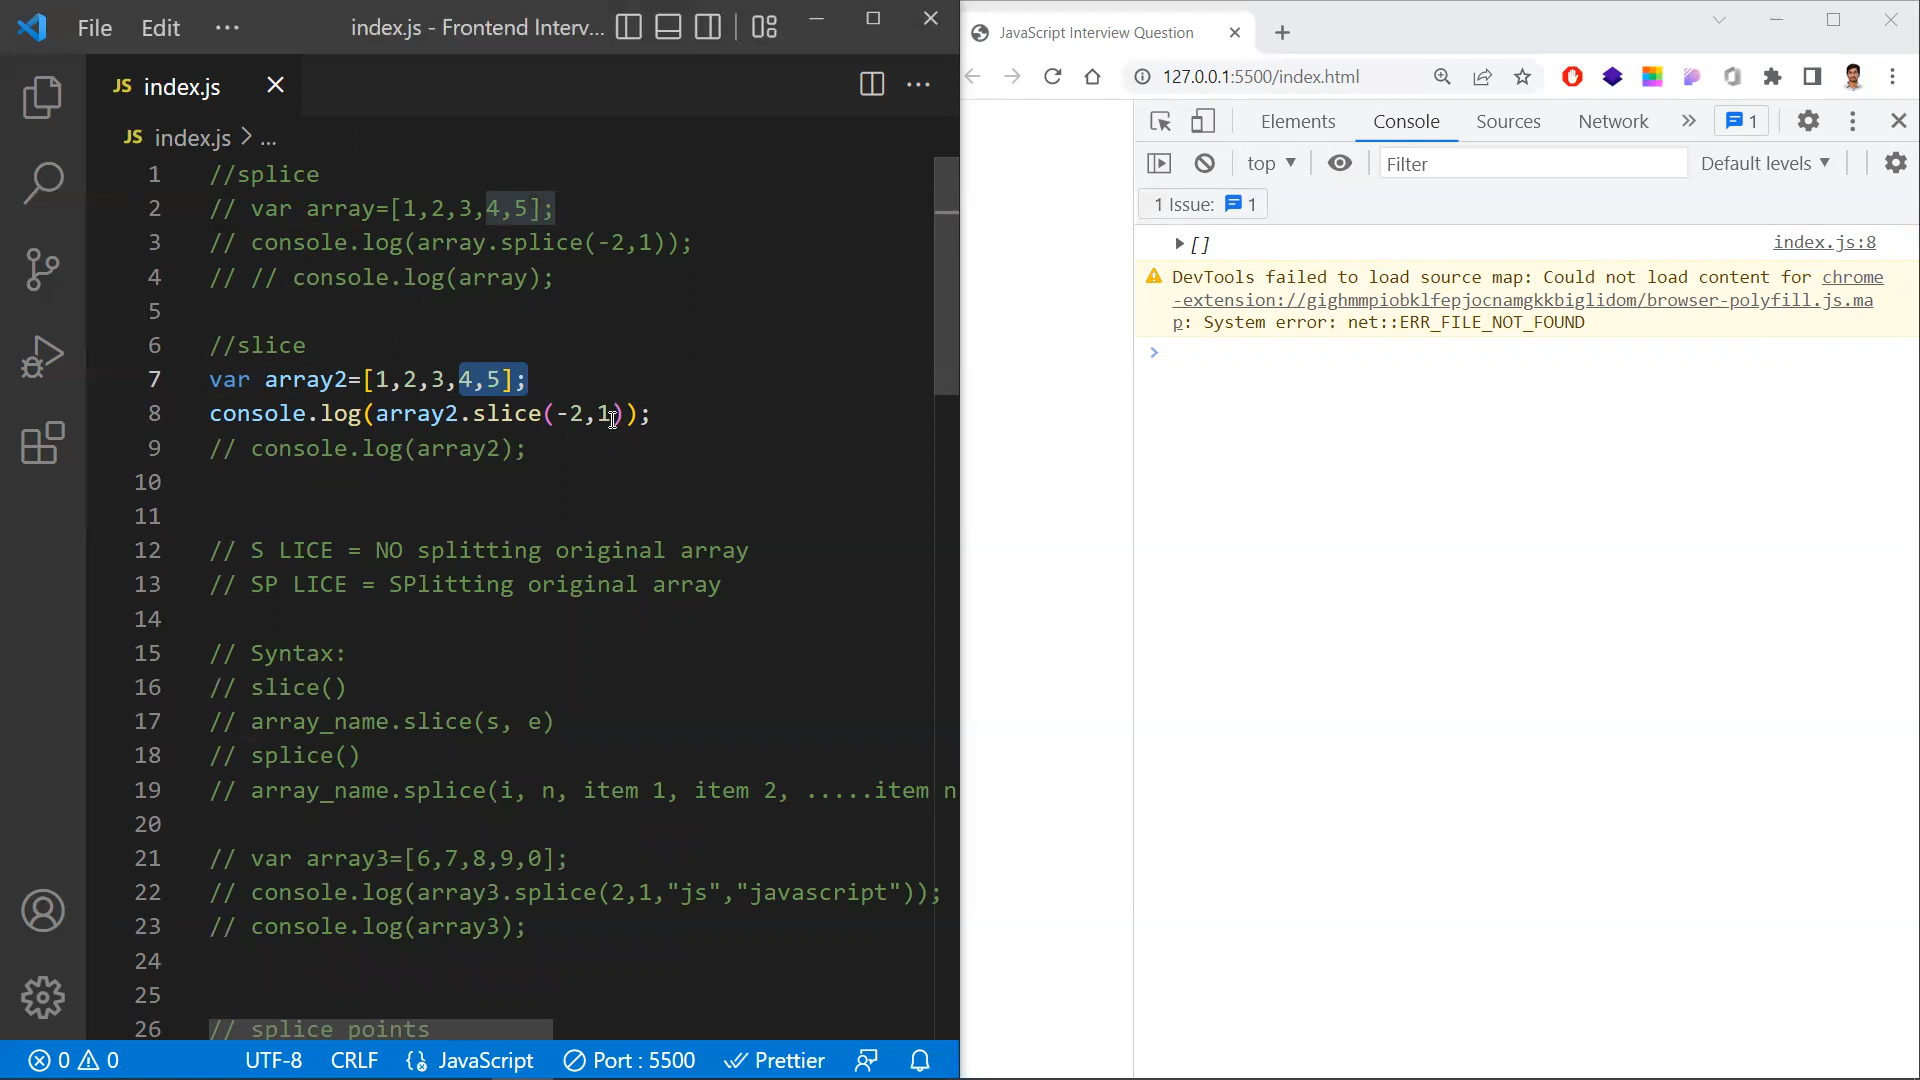 File Edit ··· index.js - Frontend Interv...
JS index.js
JS index.js > ...
1 //splice
2 // var array=[1,2,3,4,5];
3 // console.log(array.splice(-2,1));
4 // // console.log(array);
5
6 //slice
7 var array2=[1,2,3,4,5];
8 console.log(array2.slice(-2,1));
9 // console.log(array2);
10
11
12 // S LICE = NO splitting original array
13 // SP LICE = SPlitting original array
14
15 // Syntax:
16 // slice()
17 // array_name.slice(s, e)
18 // splice()
19 // array_name.splice(i, n, item 1, item 2, .....item n
20
21 // var array3=[6,7,8,9,0];
22 // console.log(array3.splice(2,1,"js","javascript"));
23 // console.log(array3);
24
25
26 // splice points
0 0 UTF-8 CRLF JavaScript Port : 5500 Prettier
JavaScript Interview Question
127.0.0.1:5500/index.html
Elements Console Sources Network » 1
top Filter Default levels
1 Issue: 1
[] index.js:8
DevTools failed to load source map: Could not load content for chrome
-extension://gighmmpiobklfepjocnamgkkbiglidom/browser-polyfill.js.ma
p: System error: net::ERR_FILE_NOT_FOUND
>